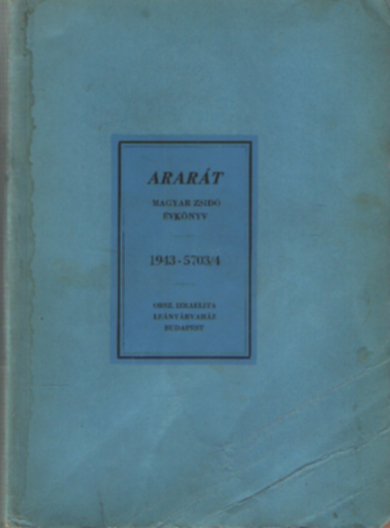 ARARÁT
MAGYAR ZSIDÓ
ÉVKÖNYV
1943 - 5703/4
ORSZ. IZRAELITA
LEÁNYÁRVAHÁZ
BUDAPEST